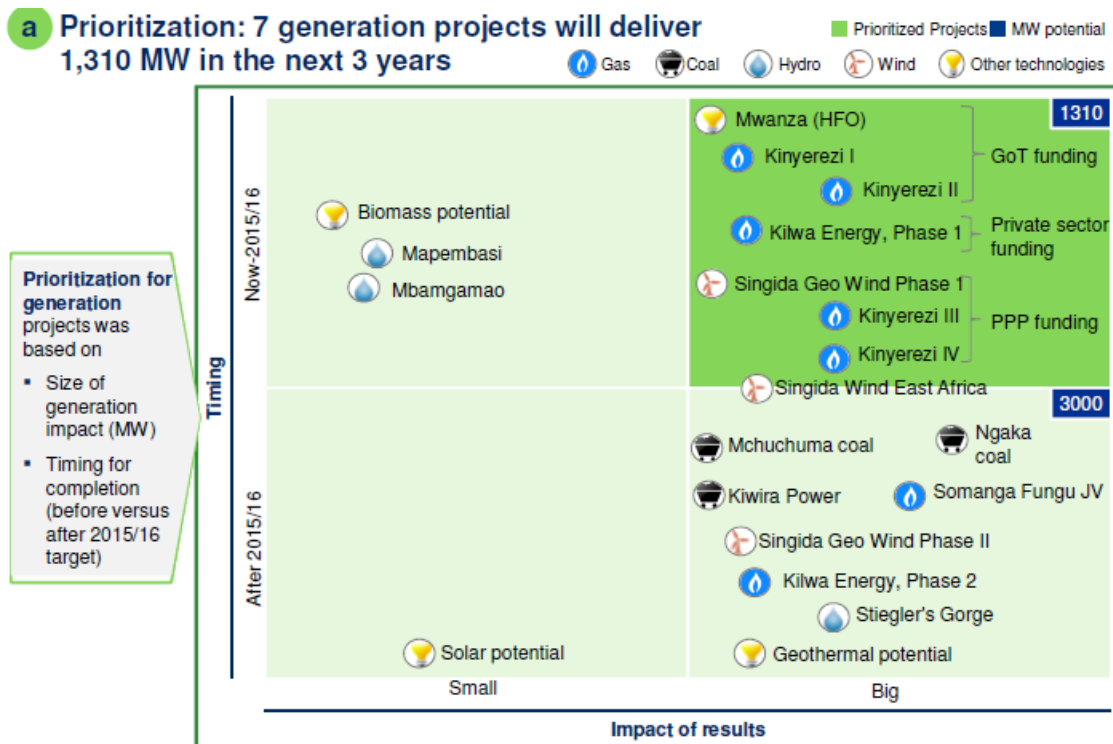 a Prioritization: 7 generation projects will deliver
1,310 MW in the next 3 years
Prioritized Projects MW potential
Gas Coal Hydro Wind Other technologies
Prioritization for
generation
projects was
based on
▪ Size of
generation
impact (MW)
▪ Timing for
completion
(before versus
after 2015/16
target)
Timing
Now-2015/16
After 2015/16
Biomass potential
Mapembasi
Mbamgamao
1310
Mwanza (HFO)
Kinyerezi I
Kinyerezi II
GoT funding
Kilwa Energy, Phase 1
Private sector
funding
Singida Geo Wind Phase 1
Kinyerezi III
Kinyerezi IV
PPP funding
Singida Wind East Africa
3000
Mchuchuma coal
Ngaka
coal
Kiwira Power
Somanga Fungu JV
Singida Geo Wind Phase II
Kilwa Energy, Phase 2
Stiegler's Gorge
Solar potential
Geothermal potential
Small
Big
Impact of results